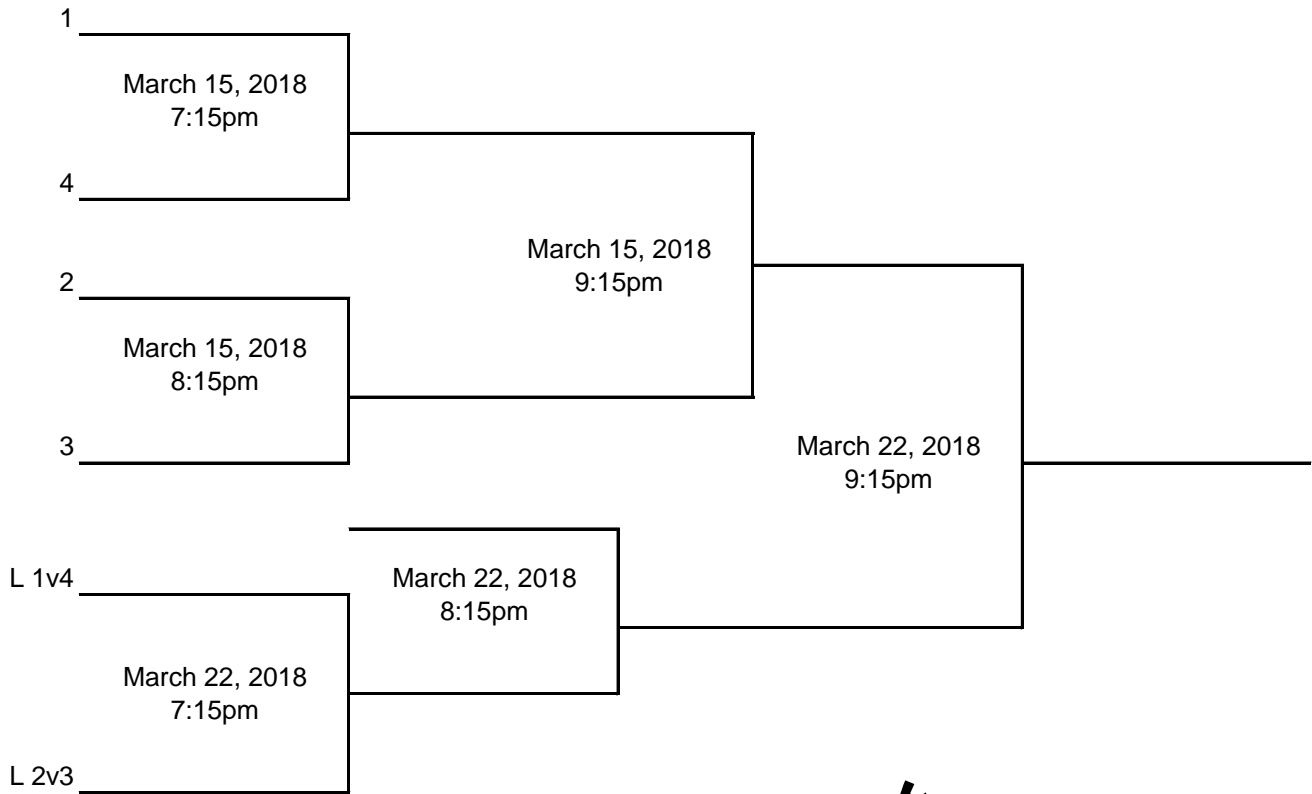 1
March 15, 2018
7:15pm
4
March 15, 2018
9:15pm
2
March 15, 2018
8:15pm
3
March 22, 2018
9:15pm
L 1v4
March 22, 2018
8:15pm
March 22, 2018
7:15pm
L 2v3